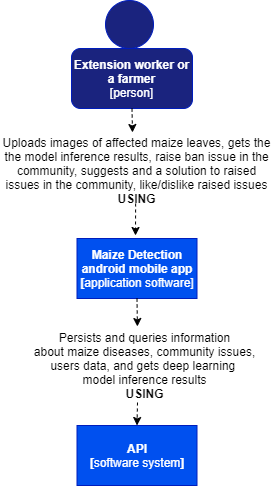 Extension worker or
a farmer
[person]
Uploads images of affected maize leaves, gets the
the model inference results, raise ban issue in the
community, suggests and a solution to raised
issues in the community, like/dislike raised issues
USING
Maize Detection
android mobile app
[application software]
Persists and queries information
about maize diseases, community issues,
users data, and gets deep learning
model inference results
USING
API
[software system]